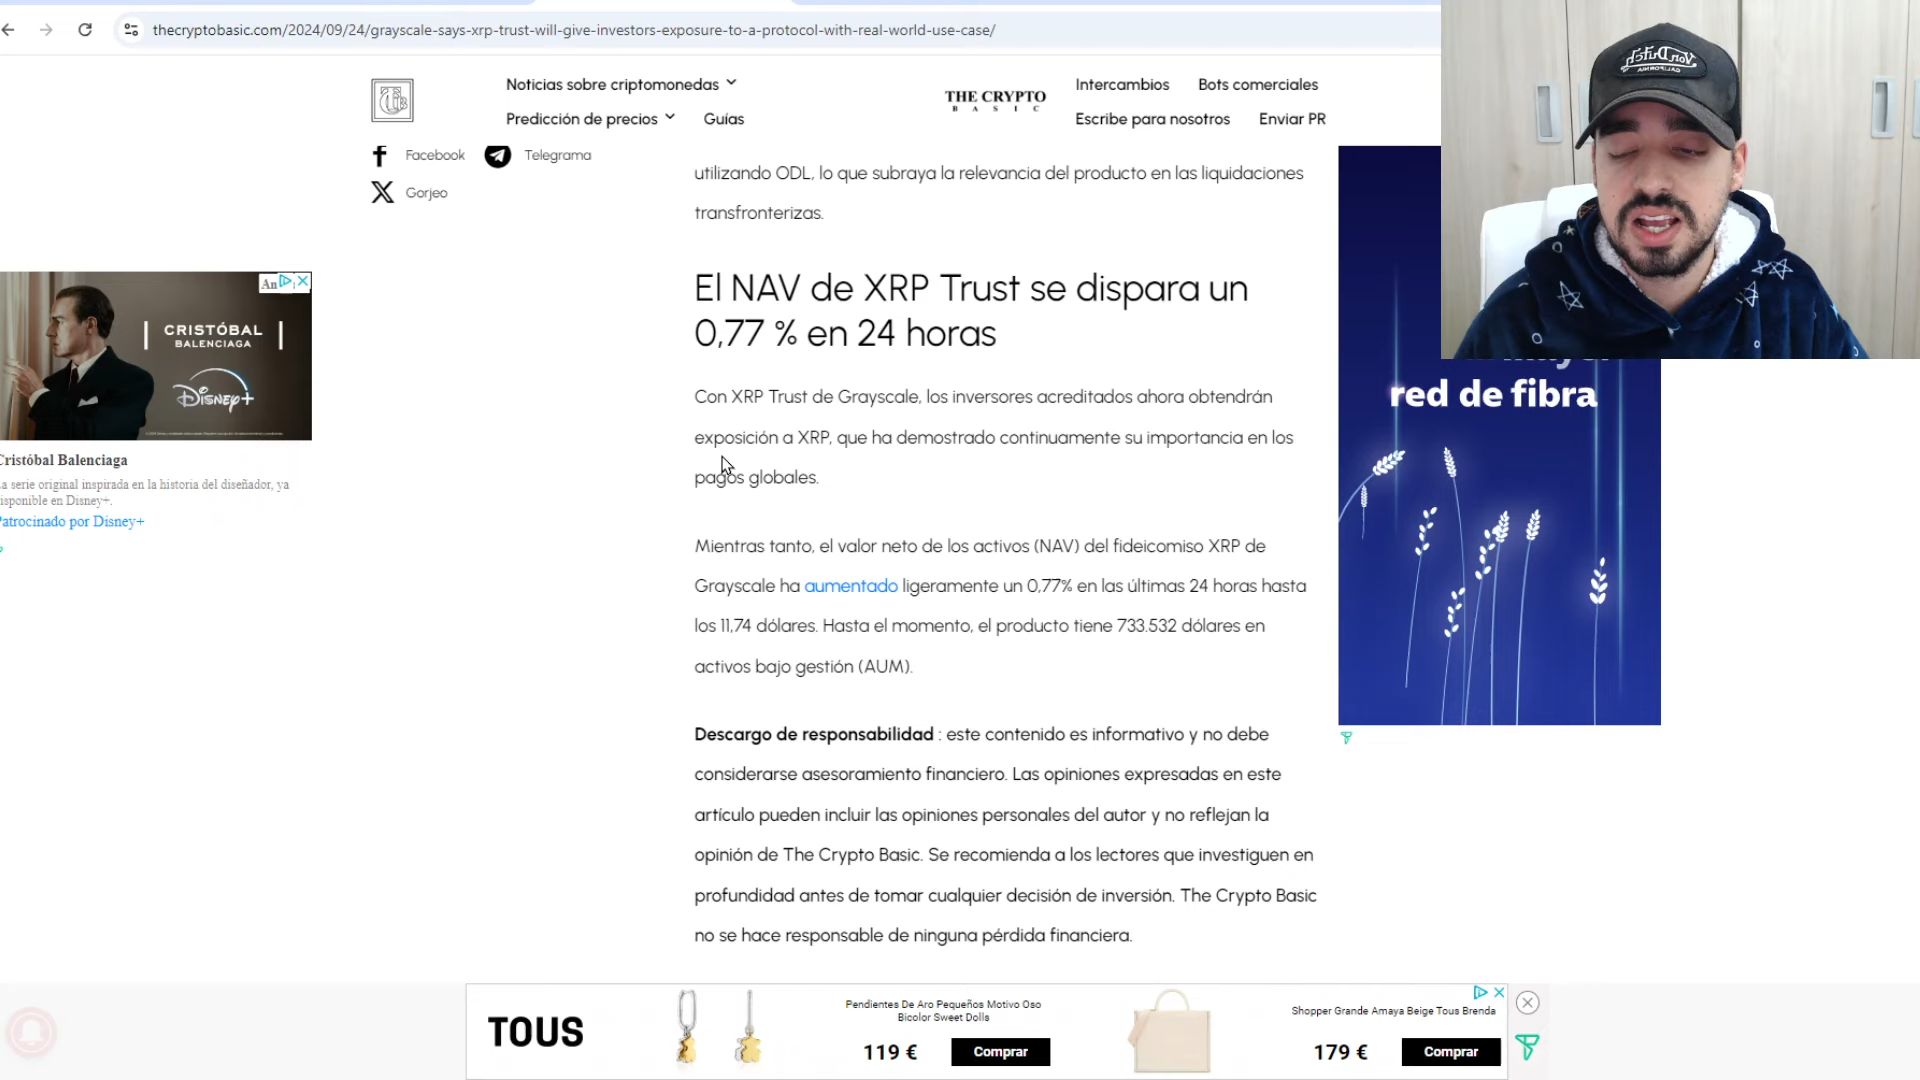 thecryptobasic.com/2024/09/24/grayscale-says-xrp-trust-will-give-investors-exposure-to-a-protocol-with-real-world-use-case/
Noticias sobre criptomonedas
Predicción de precios
Guías
THE CRYPTO
BASIC
Intercambios
Bots comerciales
Escribe para nosotros
Enviar PR
Von Dutch
CALIFORNIA
Facebook
Telegrama
Gorjeo
utilizando ODL, lo que subraya la relevancia del producto en las liquidaciones
transfronterizas.
El NAV de XRP Trust se dispara un
0,77 % en 24 horas
Con XRP Trust de Grayscale, los inversores acreditados ahora obtendrán
exposición a XRP, que ha demostrado continuamente su importancia en los
pagos globales.
Mientras tanto, el valor neto de los activos (NAV) del fideicomiso XRP de
Grayscale ha aumentado ligeramente un 0,77% en las últimas 24 horas hasta
los 11,74 dólares. Hasta el momento, el producto tiene 733.532 dólares en
activos bajo gestión (AUM).
Descargo de responsabilidad : este contenido es informativo y no debe
considerarse asesoramiento financiero. Las opiniones expresadas en este
artículo pueden incluir las opiniones personales del autor y no reflejan la
opinión de The Crypto Basic. Se recomienda a los lectores que investiguen en
profundidad antes de tomar cualquier decisión de inversión. The Crypto Basic
no se hace responsable de ninguna pérdida financiera.
An
CRISTÓBAL
BALENCIAGA
Disney+
Cristóbal Balenciaga
a serie original inspirada en la historia del diseñador, ya
isponible en Disney+.
Patrocinado por Disney+
red de fibra
TOUS
Pendientes De Aro Pequeños Motivo Oso
Bicolor Sweet Dolls
119 €
Comprar
Shopper Grande Amaya Beige Tous Brenda
179 €
Comprar